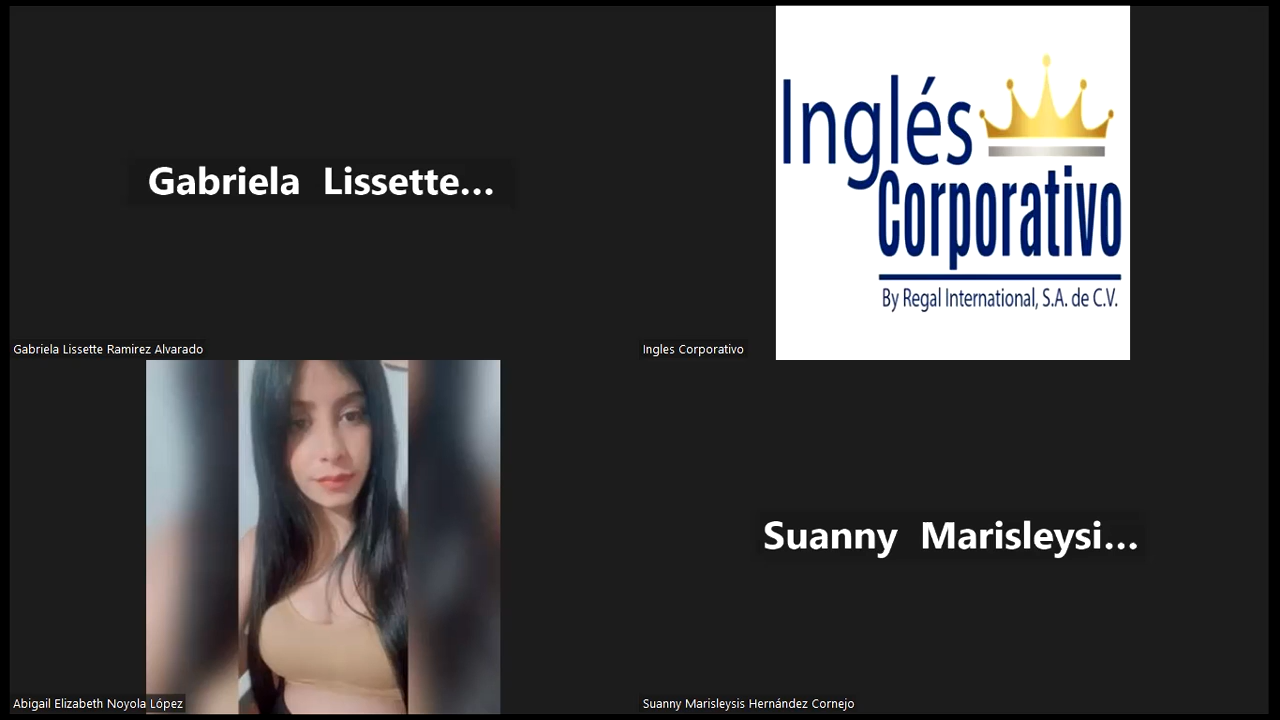 Gabriela Lissette...
Gabriela Lissette Ramirez Alvarado
Inglés
Corporativo
By Regal International, S.A. de C.V.
Ingles Corporativo
Abigail Elizabeth Noyola López
Suanny Marisleysi...
Suanny Marisleysis Hernández Cornejo